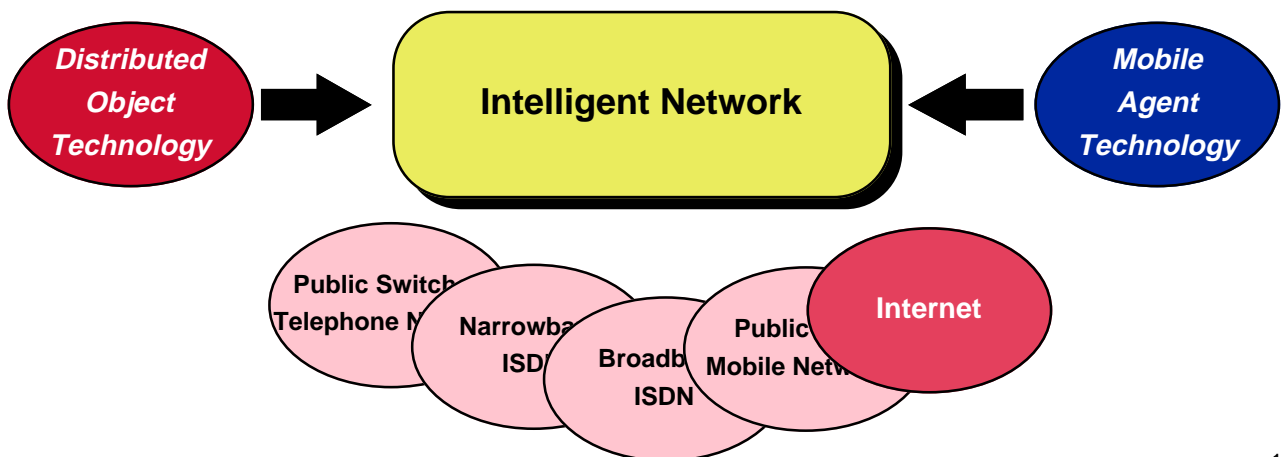 Distributed
Object
Technology
Intelligent Network
Mobile
Agent
Technology
Public Switch
Telephone N
Narrowba
ISD
Broadb
ISDN
Public
Mobile Netw
Internet